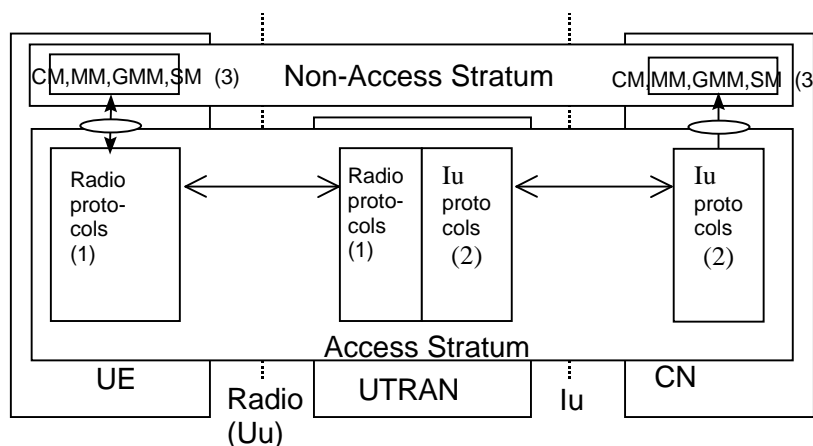 CM,MM,GMM,SM (3)
Non-Access Stratum
CM,MM,GMM,SM (3
Radio
proto-
cols
(1)
Radio
proto-
cols
(1)
Iu
proto
cols
(2)
Iu
proto
cols
(2)
Access Stratum
UE
Radio
(Uu)
UTRAN
Iu
CN